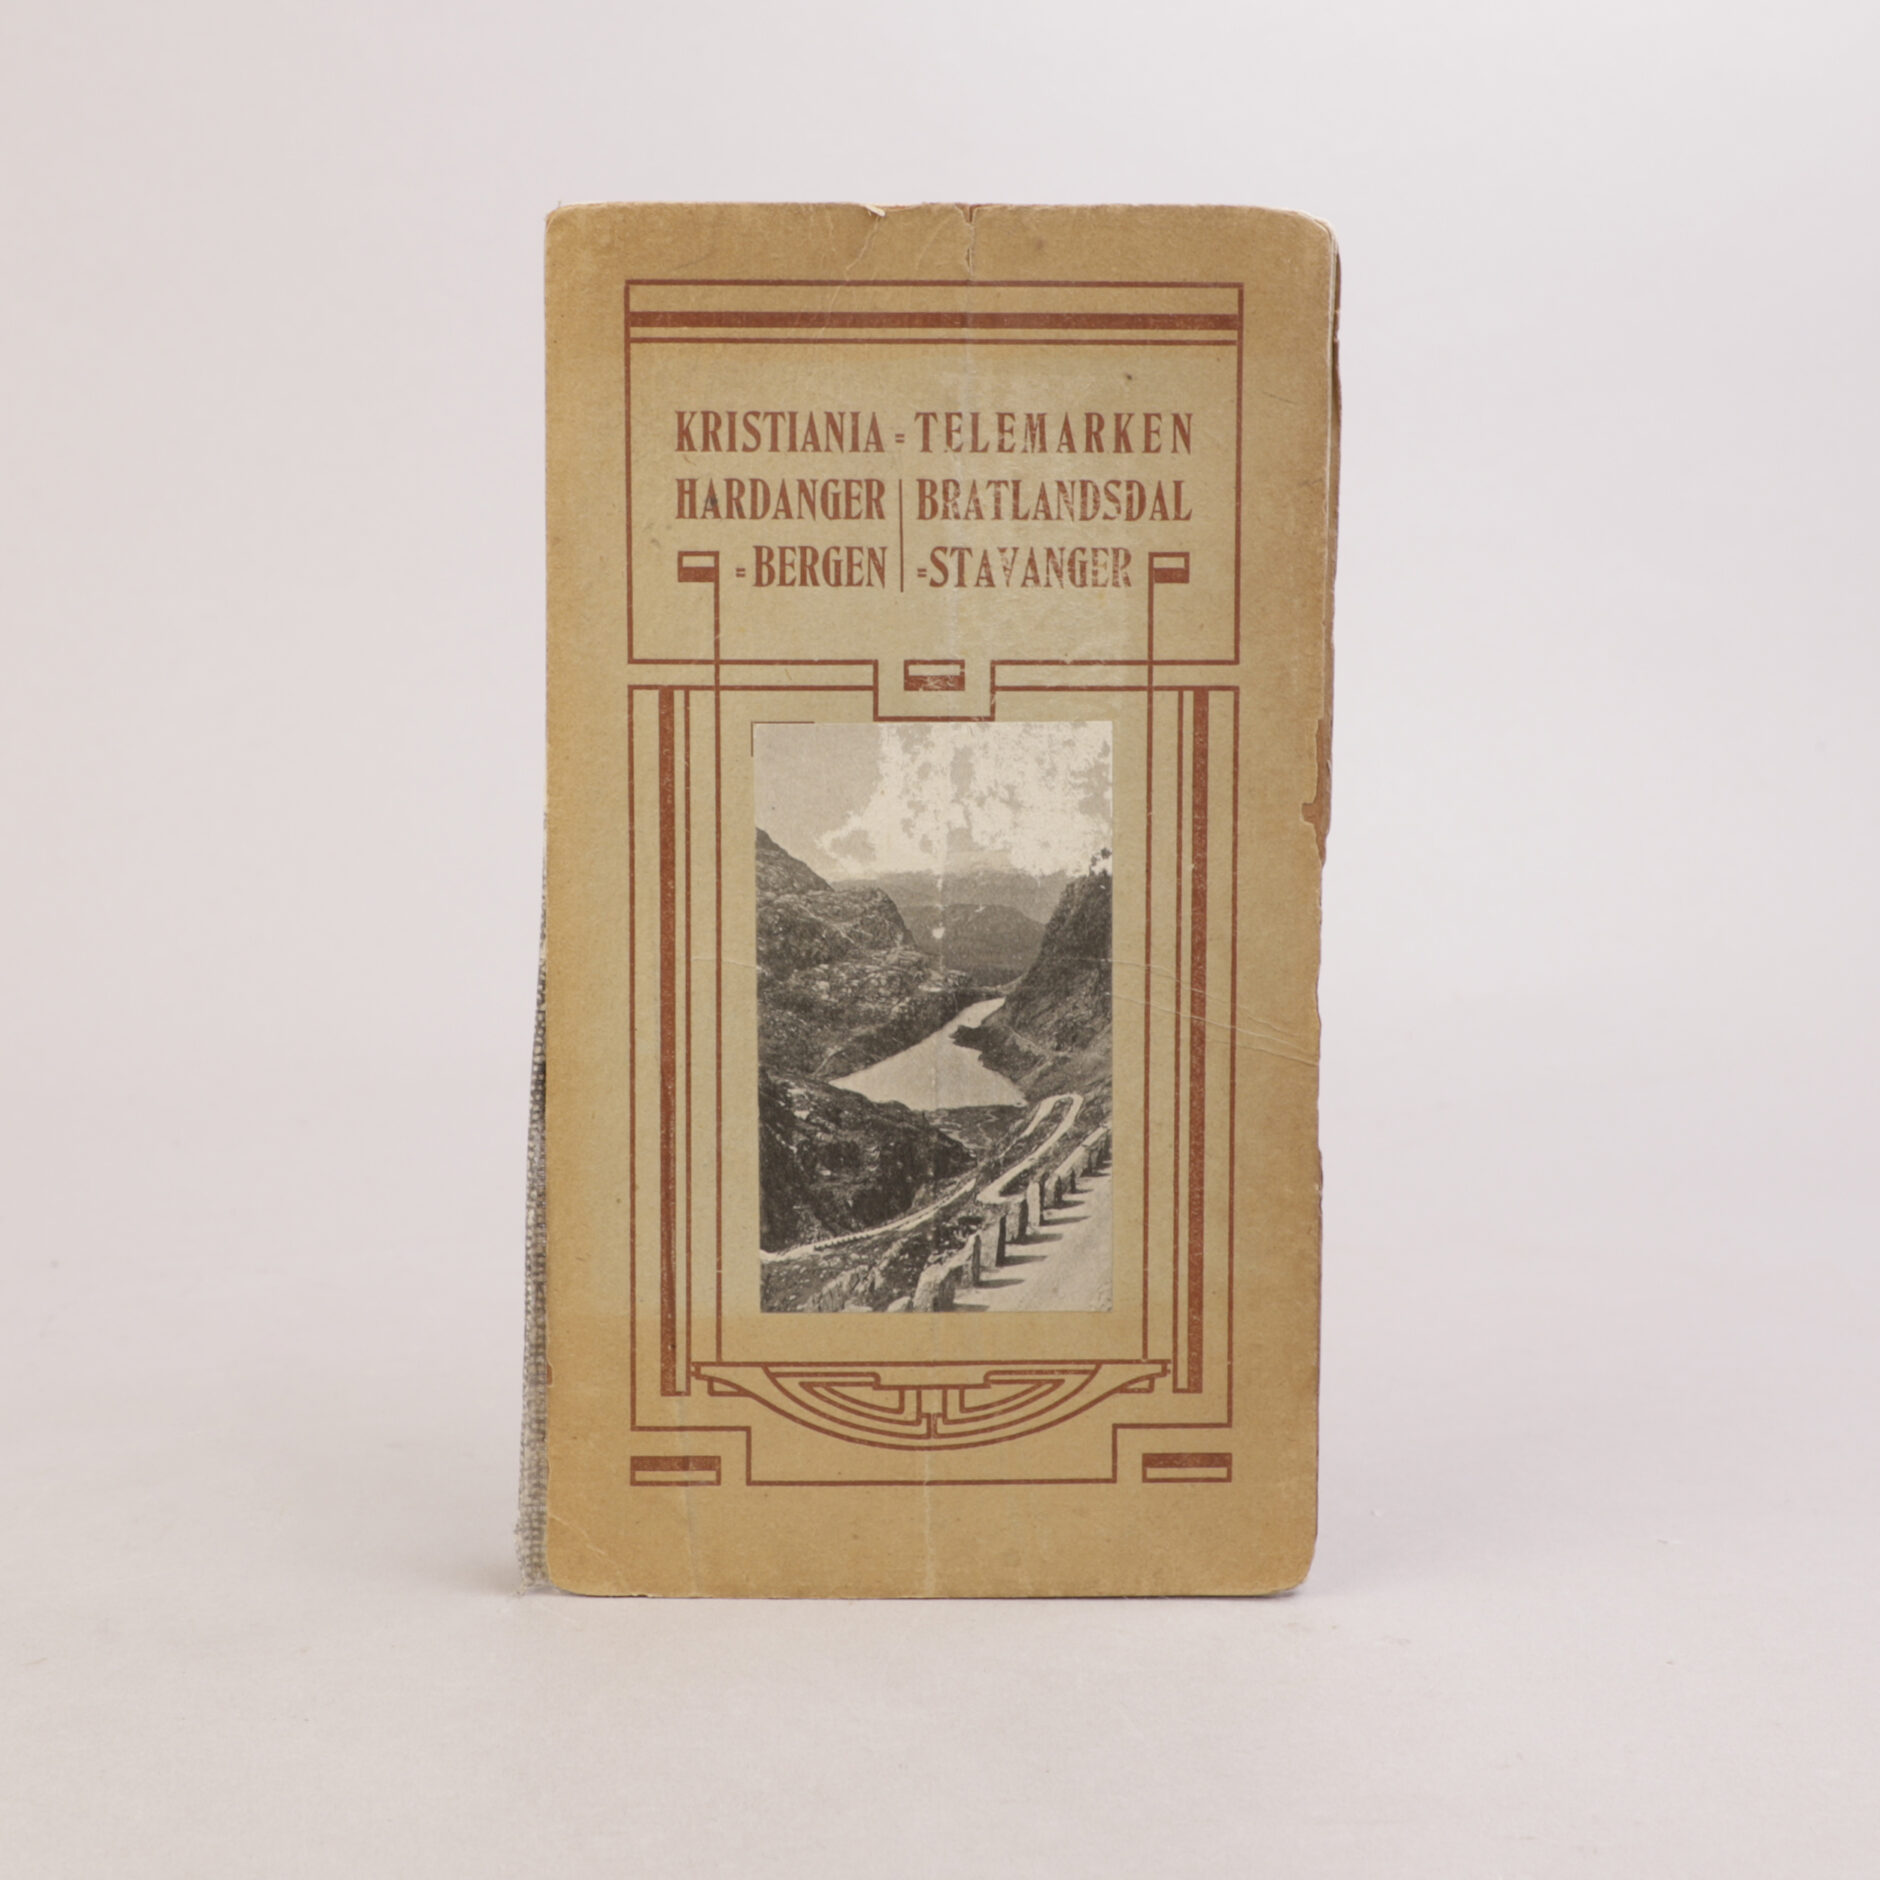 KRISTIANIA = TELEMARKEN
HARDANGER | BRATLANDSDAL
= BERGEN | = STAVANGER